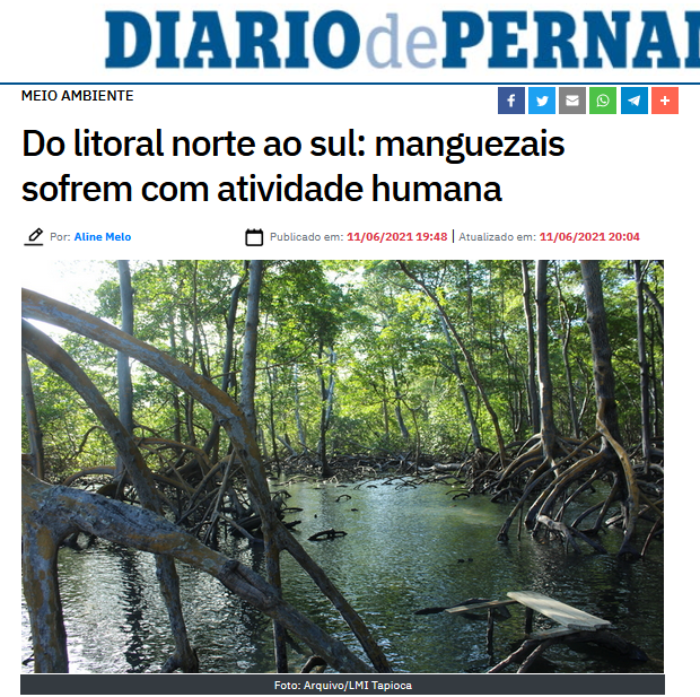 DIARIOdePERNA
MEIO AMBIENTE
Do litoral norte ao sul: manguezais
sofrem com atividade humana
Por: Aline Melo
Publicado em: 11/06/2021 19:48 | Atualizado em: 11/06/2021 20:04
Foto: Arquivo/LMI Tapioca